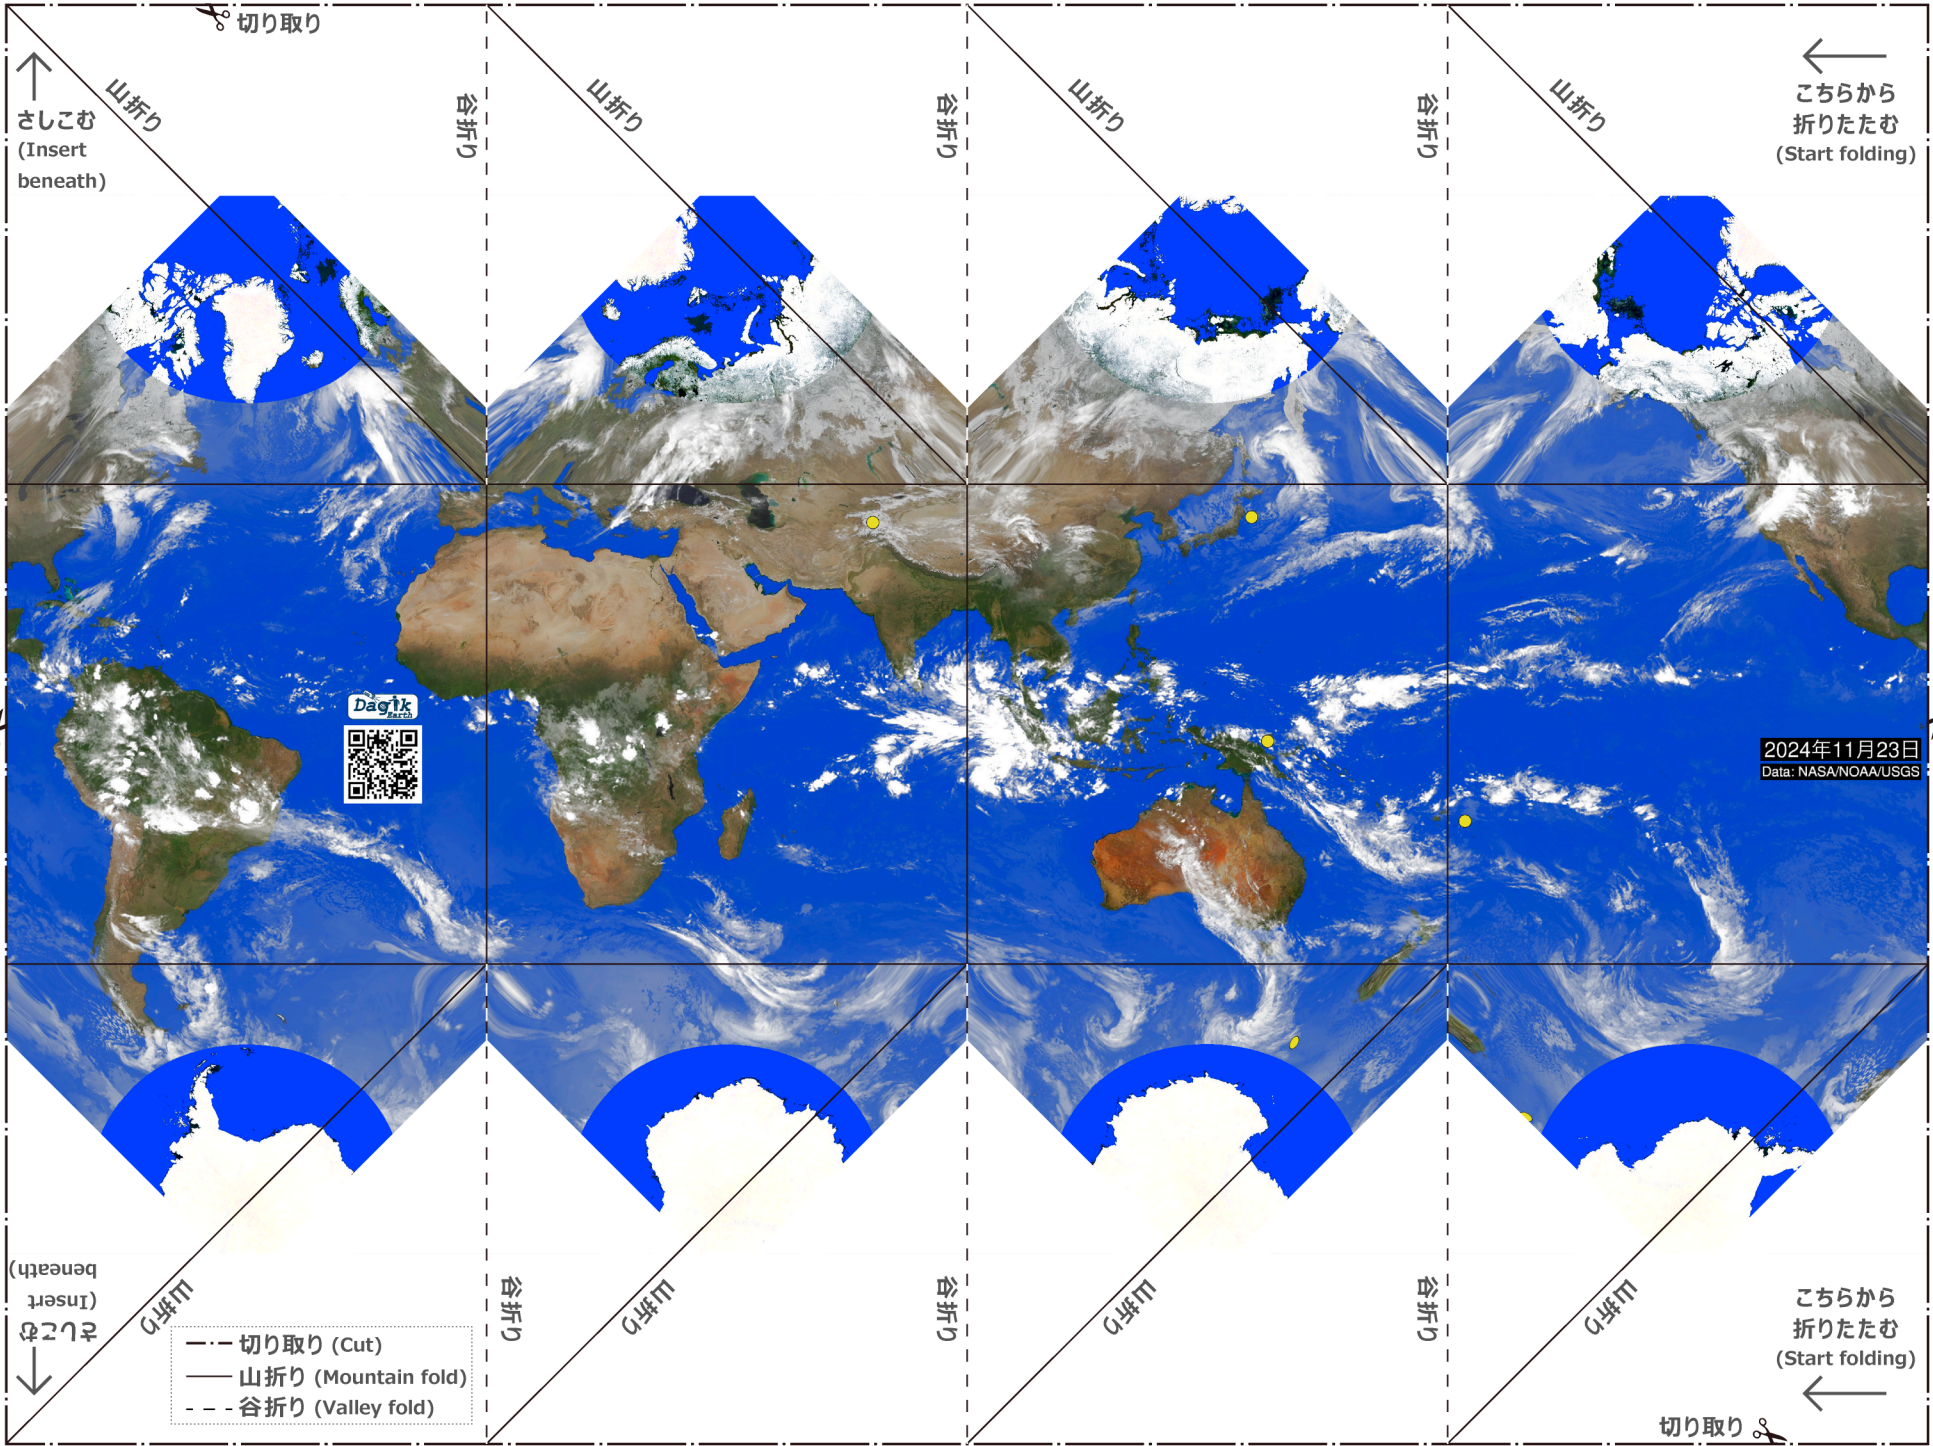 切り取り
山折り
谷折り
山折り
谷折り
山折り
谷折り
山折り
さしこむ
(Insert
beneath)
こちらから
折りたたむ
(Start folding)
Dagik
Earth
2024年11月23日
Data: NASA/NOAA/USGS
さしこむ
(Insert
beneath)
山折り
谷折り
山折り
谷折り
山折り
谷折り
山折り
こちらから
折りたたむ
(Start folding)
切り取り (Cut)
山折り (Mountain fold)
谷折り (Valley fold)
切り取り